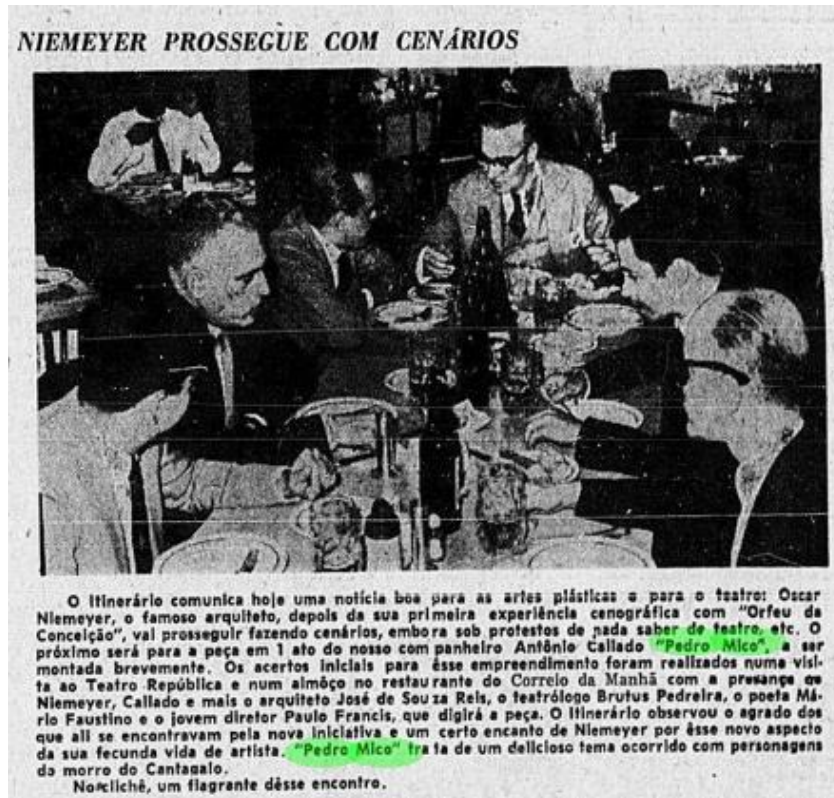 NIEMEYER PROSSEGUE COM CENÁRIOS
O Itinerário comunica hoje uma notícia boa para as artes plásticas e para o teatro: Oscar
Niemeyer, o famoso arquiteto, depois da sua primeira experiência cenográfica com "Orfeu da
Conceição", vai prosseguir fazendo cenários, embora sob protestos de nada saber de teatro, etc. O
próximo será para a peça em 1 ato do nosso companheiro Antônio Callado "Pedro Mico", a ser
montada brevemente. Os acertos iniciais para êsse empreendimento foram realizados numa visi-
ta ao Teatro República e num almôço no restaurante do Correio da Manhã com a presença de
Niemeyer, Callado e mais o arquiteto José de Souza Reis, o teatrólogo Brutus Pedreira, o poeta Má-
rio Faustino e o jovem diretor Paulo Francis, que digirá a peça. O Itinerário observou o agrado dos
que ali se encontravam pela nova iniciativa e um certo encanto de Niemeyer por êsse novo aspecto
da sua fecunda vida de artista. "Pedro Mico" trata de um delicioso tema ocorrido com personagens
do morro do Cantagalo.
No clichê, um flagrante dêsse encontro.